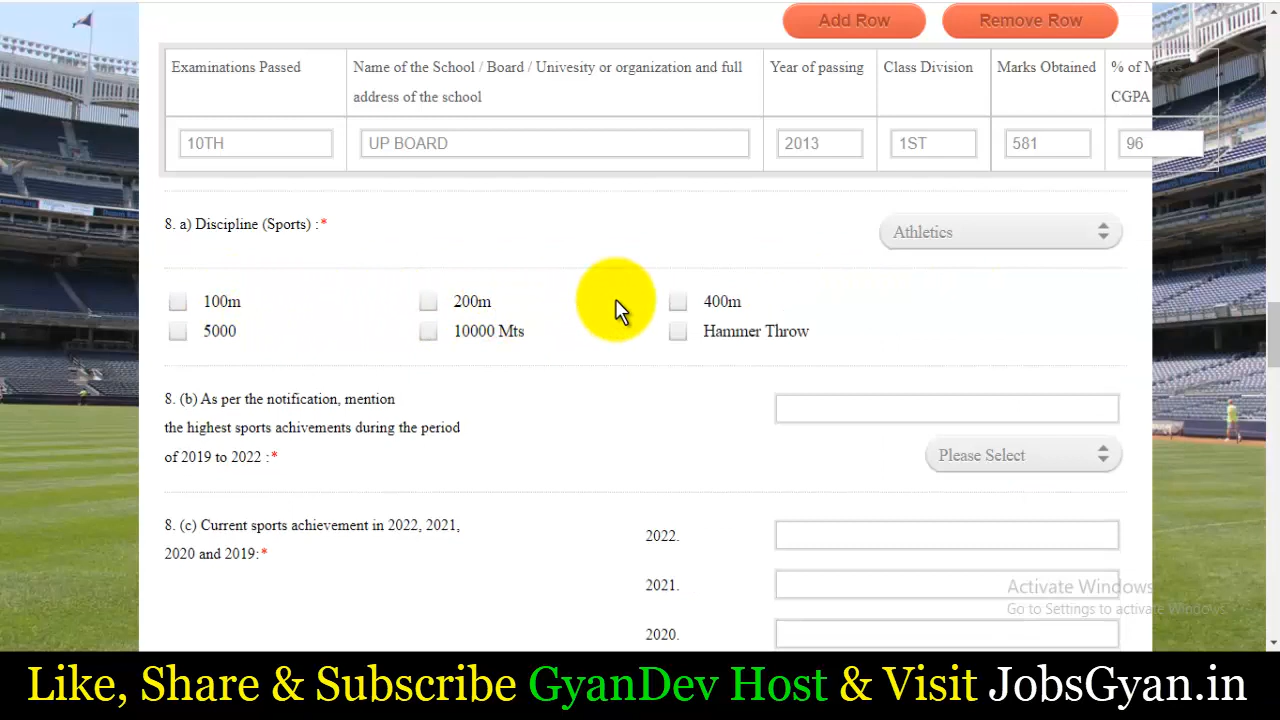 Add Row Remove Row
Examinations Passed Name of the School / Board / Univesity or organization and full address of the school Year of passing Class Division Marks Obtained % of Marks CGPA
10TH UP BOARD 2013 1ST 581 96
8. a) Discipline (Sports) :* Athletics
100m 200m 400m
5000 10000 Mts Hammer Throw
8. (b) As per the notification, mention
the highest sports achivements during the period
of 2019 to 2022 :* Please Select
8. (c) Current sports achievement in 2022, 2021,
2020 and 2019:*
2022.
2021.
2020.
Activate Windows
Go to Settings to activate Windows.
Like, Share & Subscribe GyanDev Host & Visit JobsGyan.in